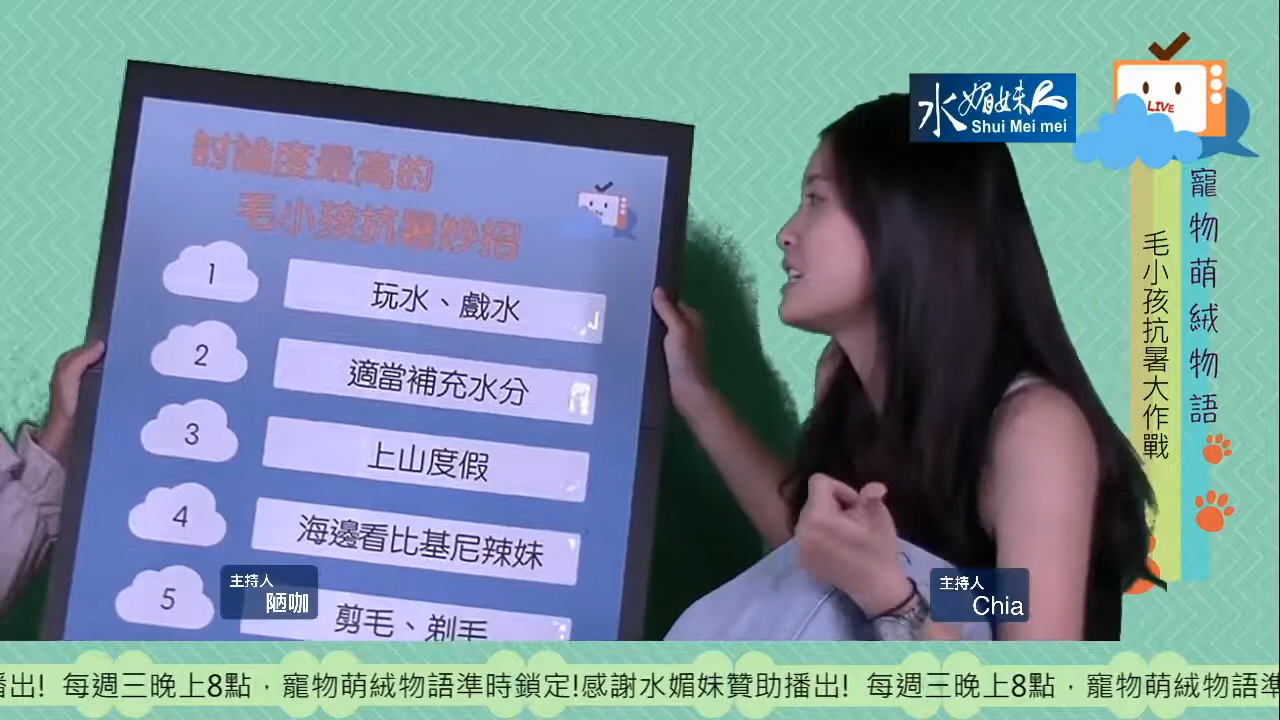 討論度最高的
毛小孩抗暑妙招
1
玩水、戲水
2
適當補充水分
3
上山度假
4
海邊看比基尼辣妹
5
剪毛、剃毛
水媚妹
Shui Mei mei
LIVE
寵物萌絨物語
毛小孩抗暑大作戰
主持人
陋咖
主持人
Chia
播出! 每週三晚上8點，寵物萌絨物語準時鎖定!感謝水媚妹贊助播出! 每週三晚上8點，寵物萌絨物語準